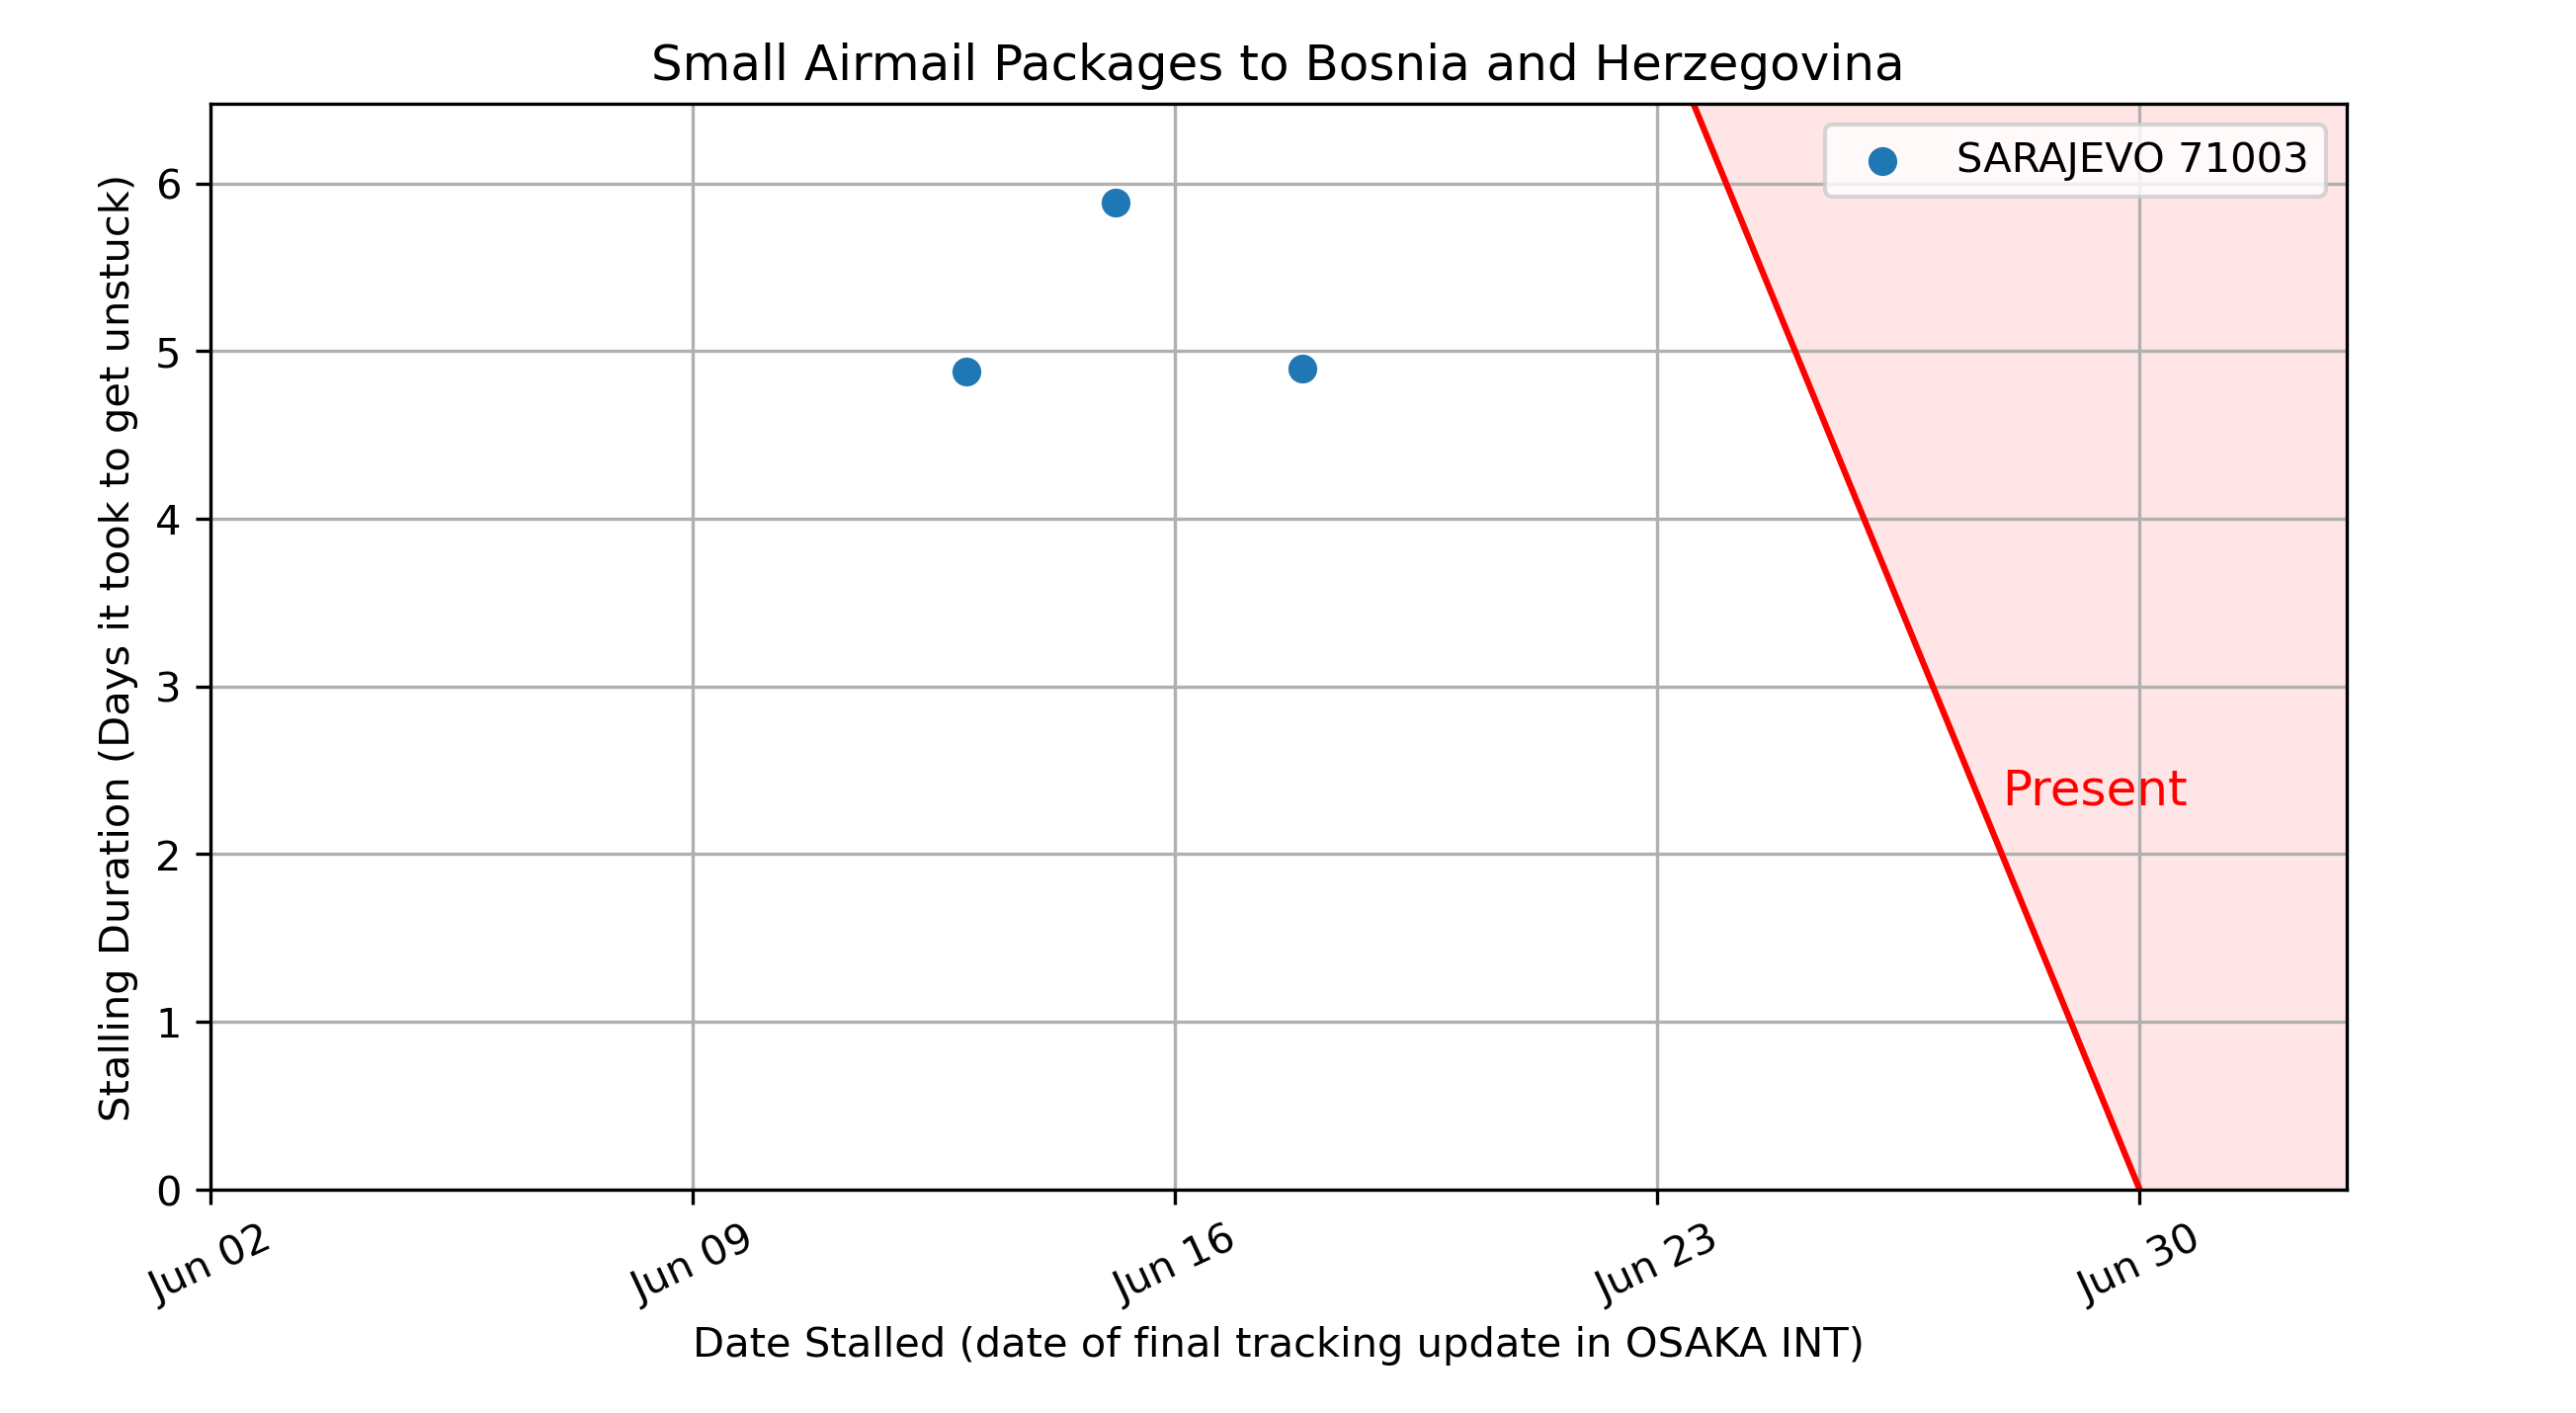 Small Airmail Packages to Bosnia and Herzegovina
SARAJEVO 71003
Stalling Duration (Days it took to get unstuck)
6
5
4
3
2
1
0
Present
Jun 02
Jun 09
Jun 16
Jun 23
Jun 30
Date Stalled (date of final tracking update in OSAKA INT)